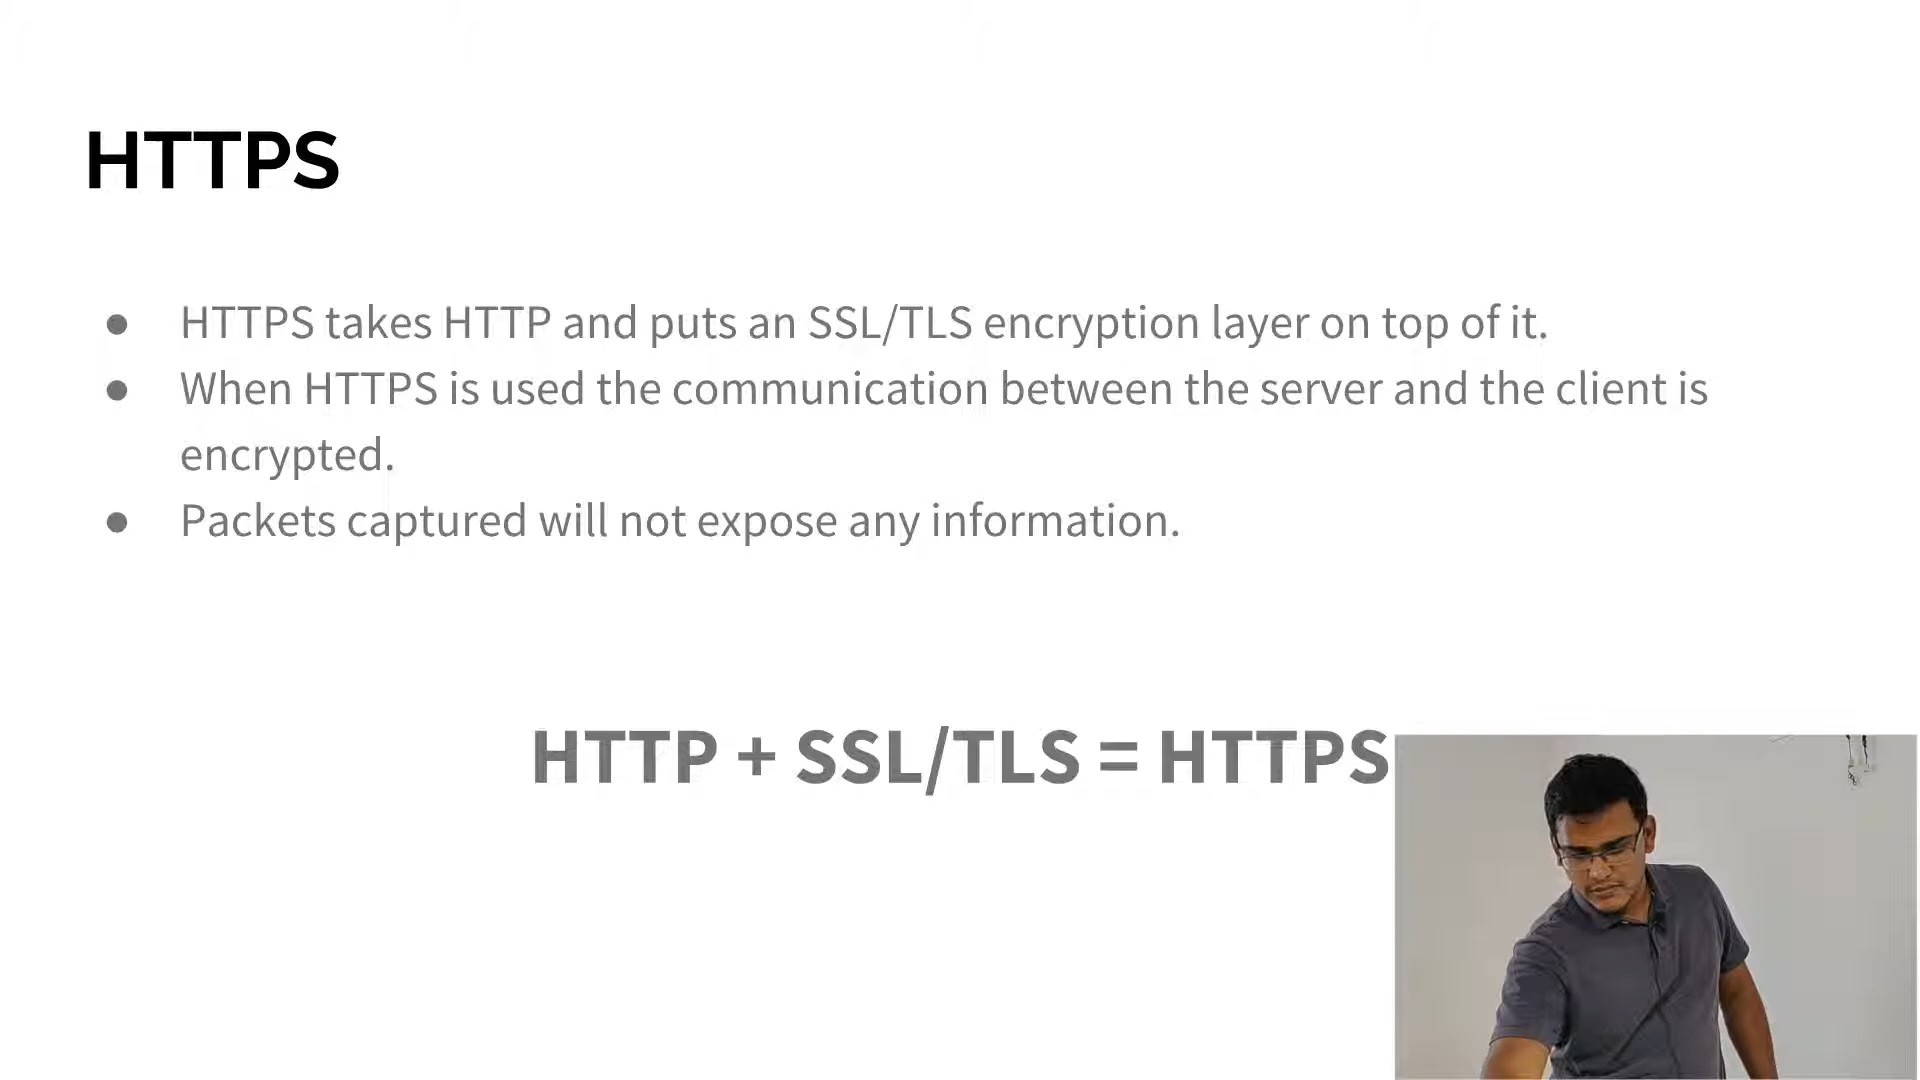 HTTPS
● HTTPS takes HTTP and puts an SSL/TLS encryption layer on top of it.
● When HTTPS is used the communication between the server and the client is
encrypted.
● Packets captured will not expose any information.
HTTP + SSL/TLS = HTTPS